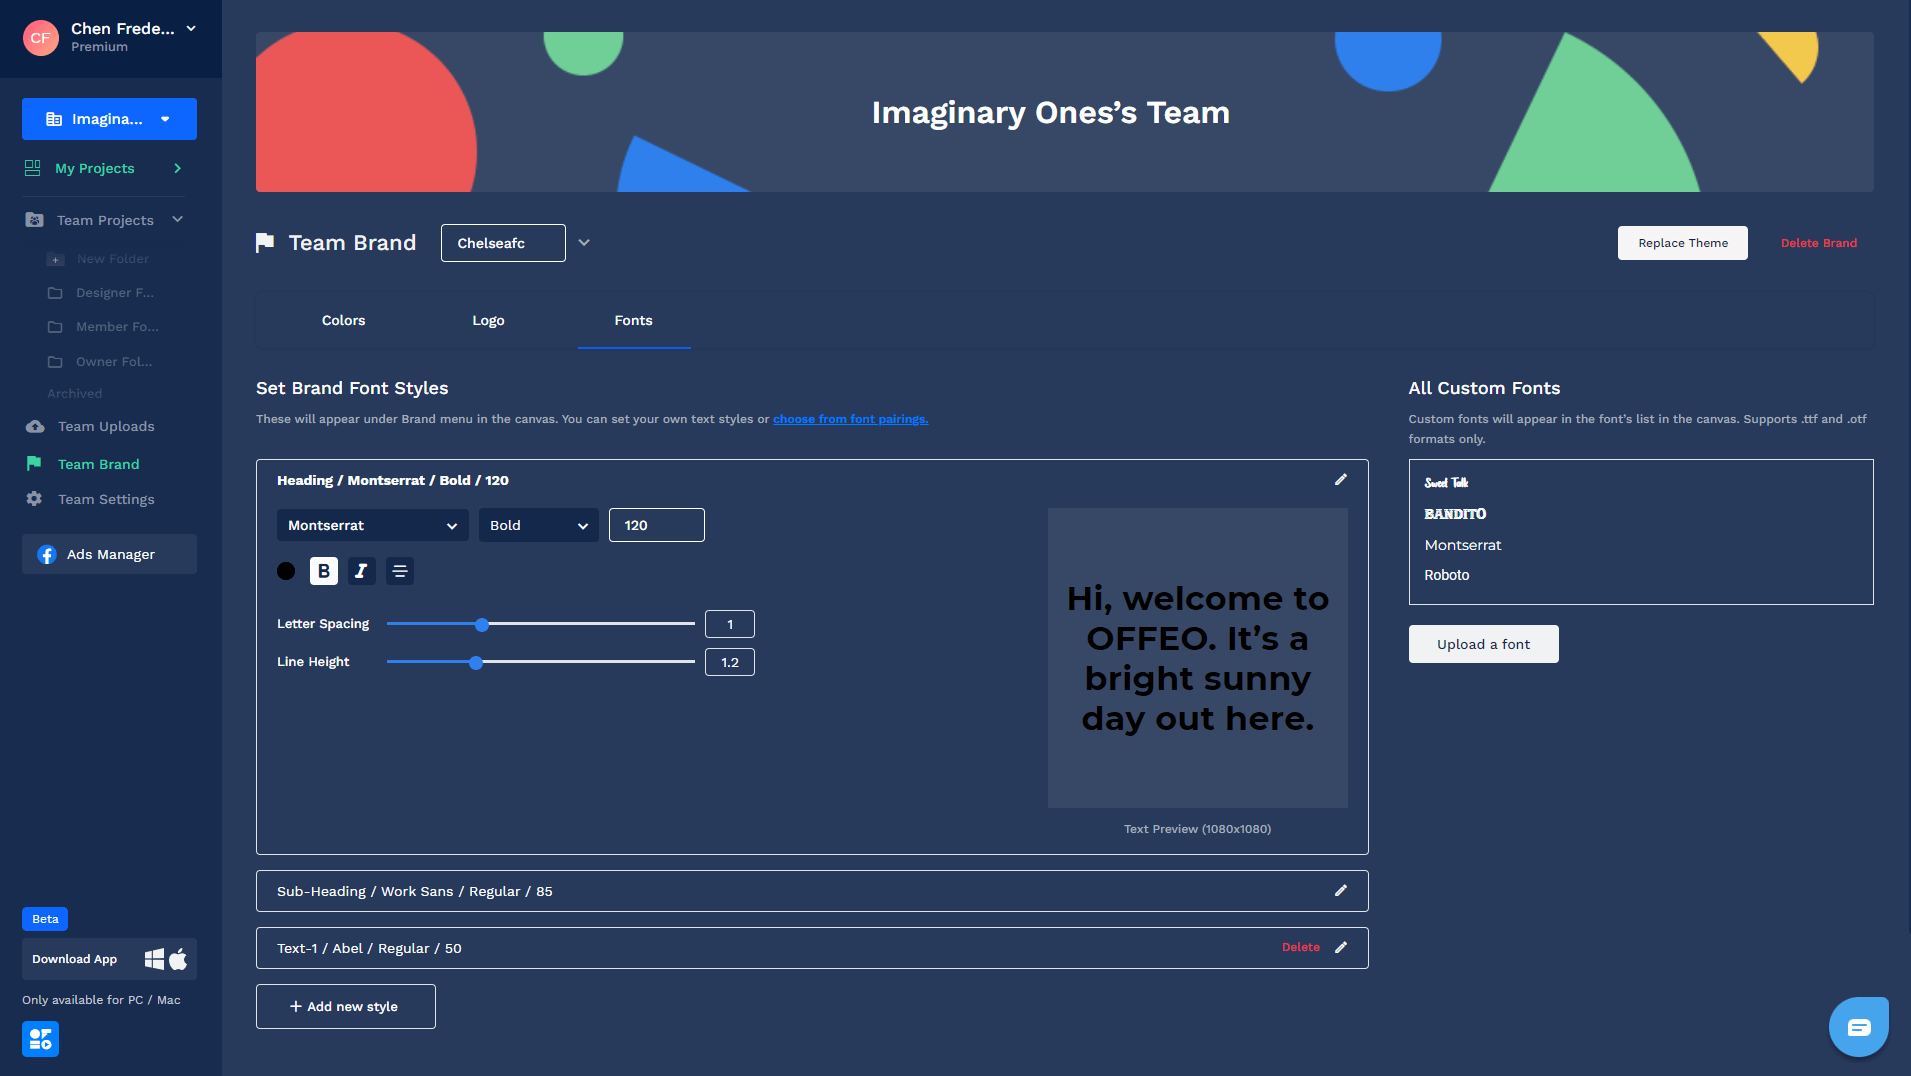 CF
Chen Frede...
Premium
Imagina...
My Projects
Team Projects
New Folder
Designer F...
Member Fo...
Owner Fol...
Archived
Team Uploads
Team Brand
Team Settings
Ads Manager
Beta
Download App
Only available for PC / Mac
Imaginary Ones’s Team
Team Brand
Chelseafc
Replace Theme
Delete Brand
Colors
Logo
Fonts
Set Brand Font Styles
These will appear under Brand menu in the canvas. You can set your own text styles or choose from font pairings.
Heading / Montserrat / Bold / 120
Montserrat
Bold
120
B
I
Letter Spacing
1
Line Height
1.2
Hi, welcome to
OFFEO. It’s a
bright sunny
day out here.
Text Preview (1080x1080)
Sub-Heading / Work Sans / Regular / 85
Text-1 / Abel / Regular / 50
Delete
+ Add new style
All Custom Fonts
Custom fonts will appear in the font’s list in the canvas. Supports .ttf and .otf
formats only.
Sweet Talk
BANDITO
Montserrat
Roboto
Upload a font